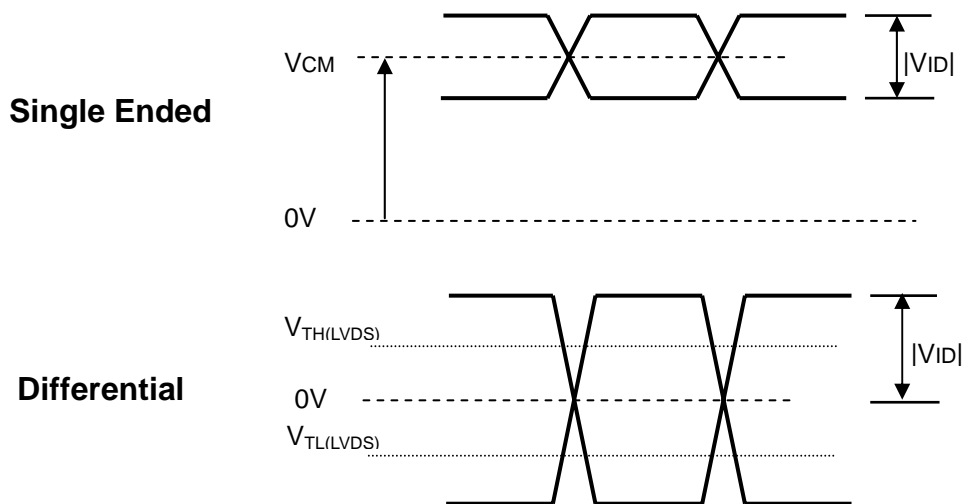 VCM
|VID|
Single Ended
0V
VTH(LVDS)
|VID|
Differential
0V
VTL(LVDS)